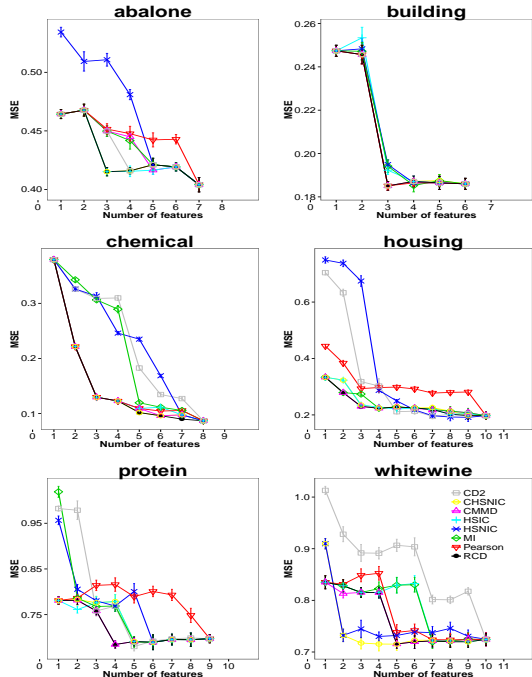 abalone
MSE
0.50
0.45
0.40
0 1 2 3 4 5 6 7 8
Number of features
building
MSE
0.26
0.24
0.22
0.20
0.18
0 1 2 3 4 5 6 7
Number of features
chemical
MSE
0.3
0.2
0.1
0 1 2 3 4 5 6 7 8 9
Number of features
housing
MSE
0.6
0.4
0.2
0 1 2 3 4 5 6 7 8 9 10 11
Number of features
protein
MSE
0.95
0.85
0.75
0.65
0 1 2 3 4 5 6 7 8 9 10
Number of features
whitewine
MSE
1.0
0.9
0.8
0.7
0 1 2 3 4 5 6 7 8 9 10 11
Number of features
CD2
CHSNIC
CMMD
HSIC
HSNIC
MI
Pearson
RCD